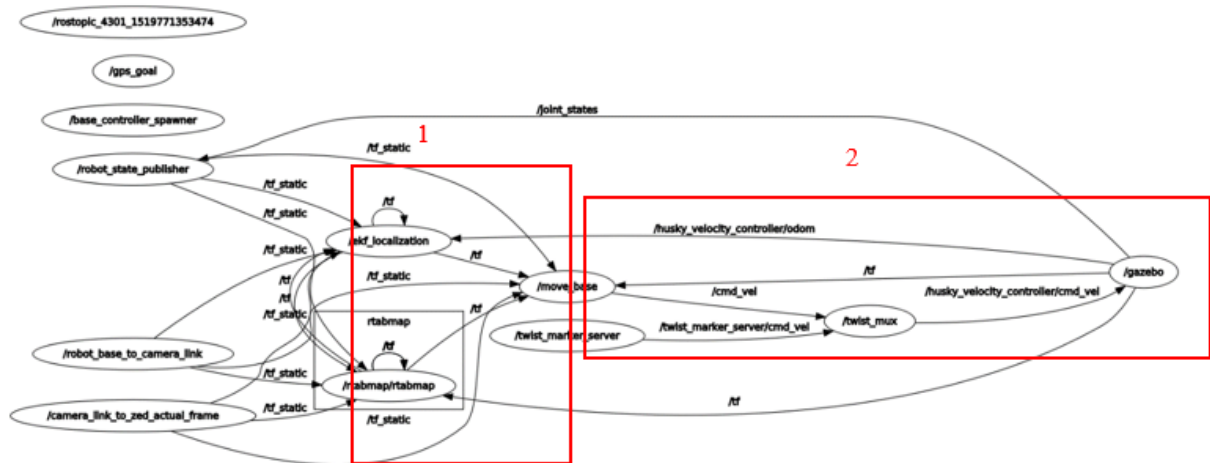 /rostopic_4301_1519771353474
/gps_goal
/base_controller_spawner
/joint_states
1
/tf_static
2
/robot_state_publisher
/tf_static
/tf
/tf_static
/husky_velocity_controller/odom
/ekf_localization
/tf_static
/tf
/tf
/tf_static
/tf
/gazebo
/tf
/move_base
/cmd_vel
/husky_velocity_controller/cmd_vel
/tf_static
/tf
rtabmap
/twist_mux
/twist_marker_server
/twist_marker_server/cmd_vel
/tf
/robot_base_to_camera_link
/tf_static
/rtabmap/rtabmap
/tf
/camera_link_to_zed_actual_frame
/tf_static
/tf_static